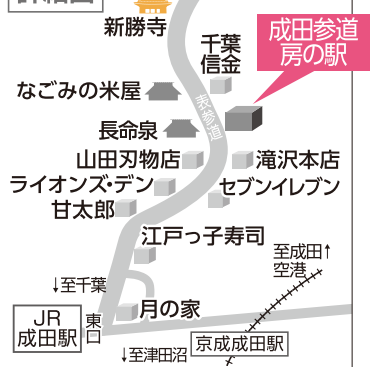 新勝寺
成田参道
房の駅
千葉
信金
なごみの米屋
表参道
長命泉
山田刃物店
滝沢本店
ライオンズ・デン
セブンイレブン
甘太郎
江戸っ子寿司
至成田↑
空港
↓至千葉
月の家
JR
成田駅
東口
京成成田駅
↓至津田沼